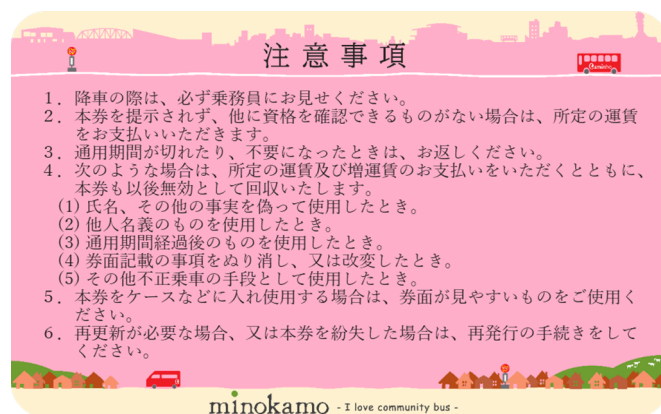 注意事項
1．降車の際は、必ず乗務員にお見せください。
2．本券を提示されず、他に資格を確認できるものがない場合は、所定の運賃
をお支払いいただきます。
3．通用期間が切れたり、不要になったときは、お返しください。
4．次のような場合は、所定の運賃及び増運賃のお支払いをいただくとともに、
本券も以後無効として回収いたします。
(1) 氏名、その他の事実を偽って使用したとき。
(2) 他人名義のものを使用したとき。
(3) 通用期間経過後のものを使用したとき。
(4) 券面記載の事項をぬり消し、又は改変したとき。
(5) その他不正乗車の手段として使用したとき。
5．本券をケースなどに入れ使用する場合は、券面が見やすいものをご使用く
ださい。
6．再更新が必要な場合、又は本券を紛失した場合は、再発行の手続きをして
ください。
minokamo - I love community bus -